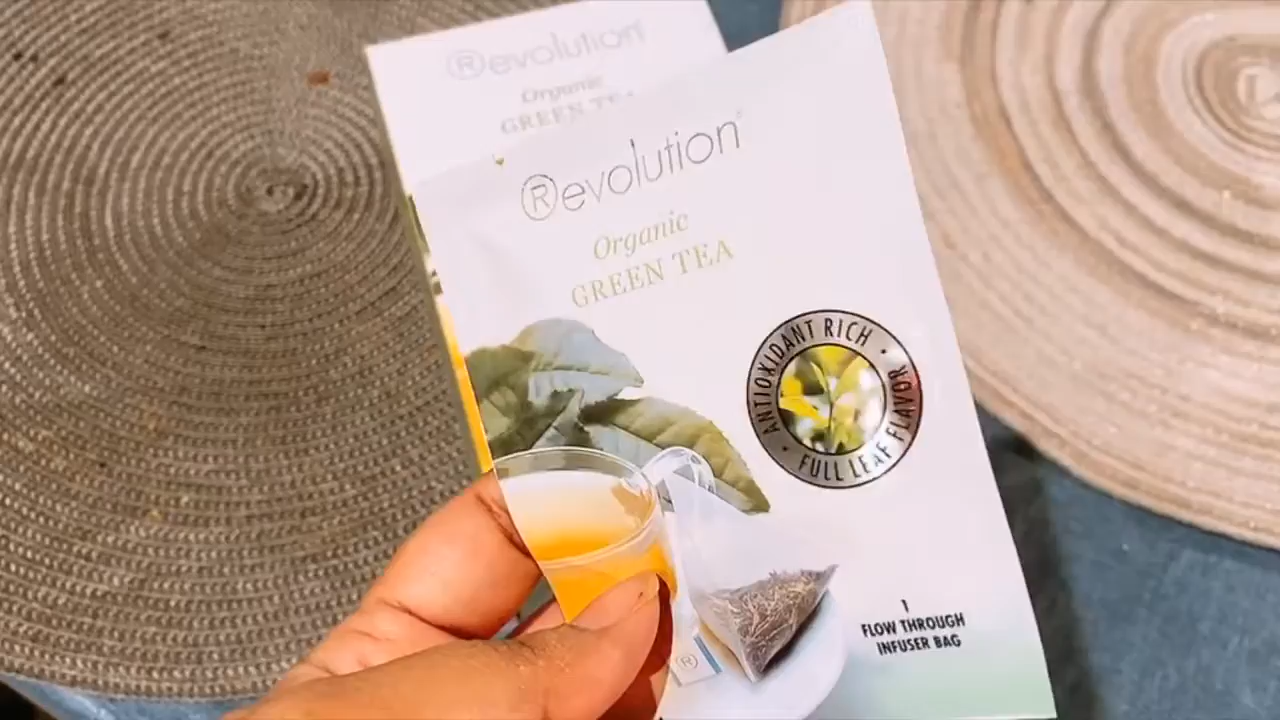 Revolution
Organic
GREEN TEA
Revolution
Organic
GREEN TEA
ANTIOXIDANT RICH • FULL LEAF FLAVOR •
1
FLOW THROUGH
INFUSER BAG
R